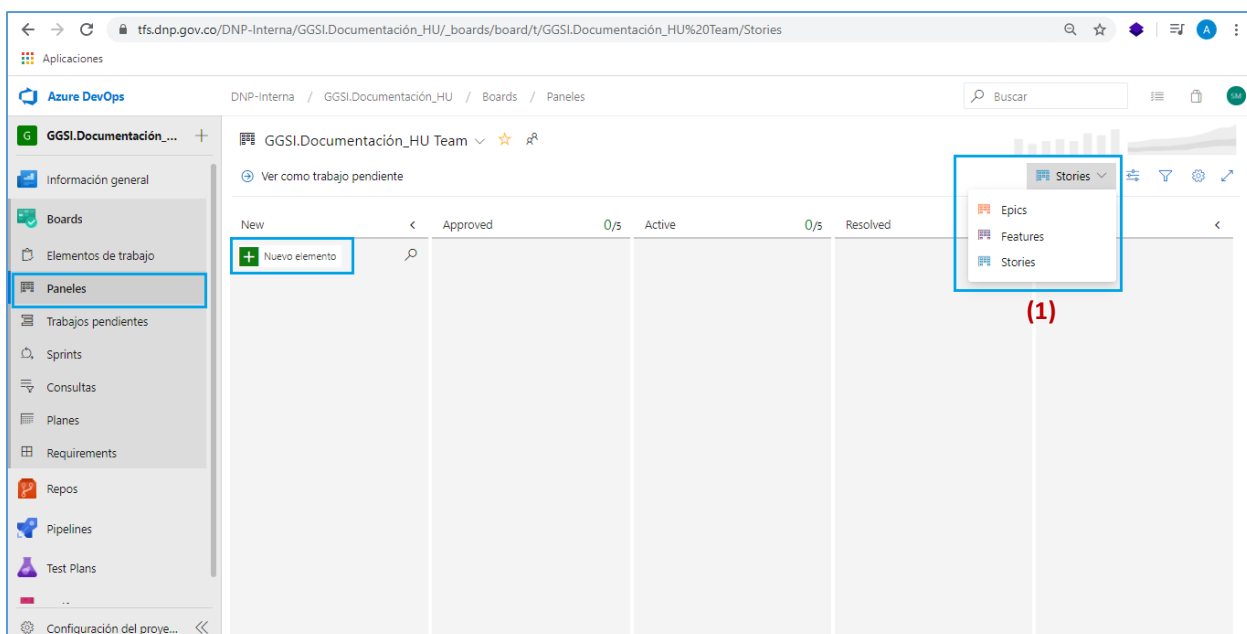 tfs.dnp.gov.co/DNP-Interna/GGSI.Documentación_HU/_boards/board/t/GGSI.Documentación_HU%20Team/Stories
A
Aplicaciones
Azure DevOps
DNP-Interna / GGSI.Documentación_HU / Boards / Paneles
Buscar
SM
G GGSI.Documentación_...
GGSI.Documentación_HU Team
Información general
Ver como trabajo pendiente
Stories
Boards
New
Approved 0/5
Active 0/5
Resolved
Epics
Features
Stories
Nuevo elemento
(1)
Elementos de trabajo
Paneles
Trabajos pendientes
Sprints
Consultas
Planes
Requirements
Repos
Pipelines
Test Plans
Configuración del proye...